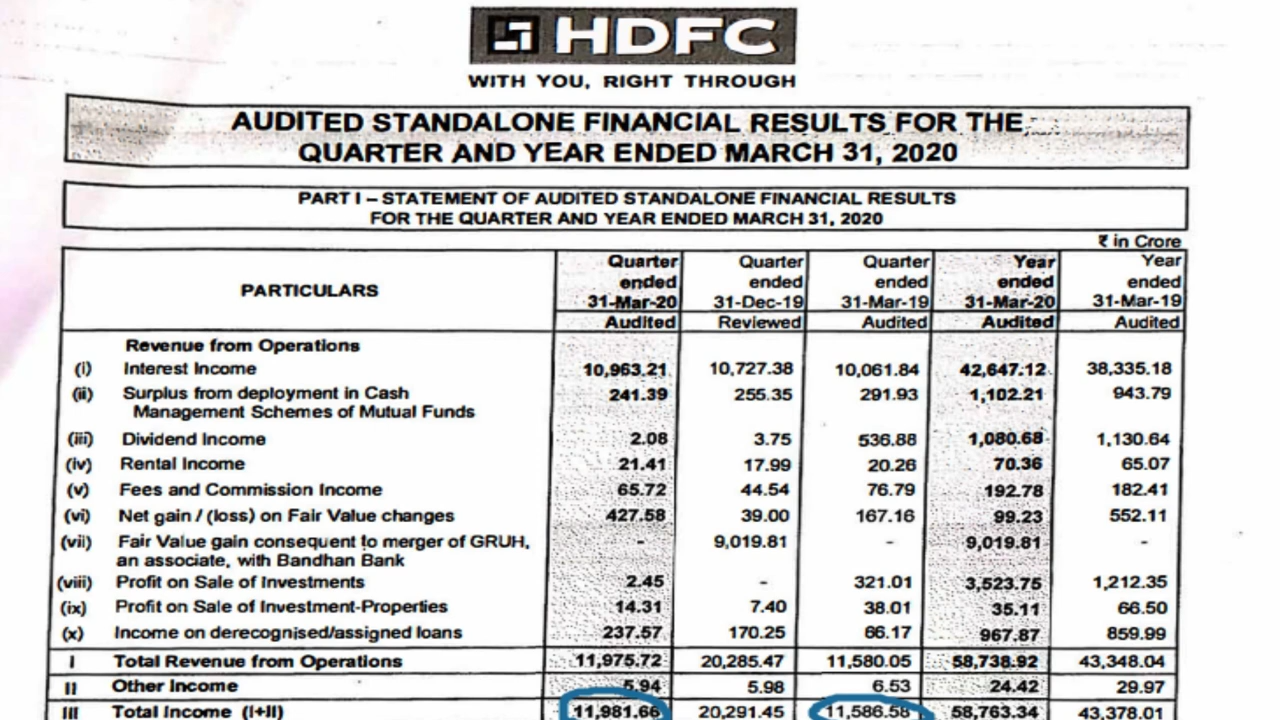 HDFC
WITH YOU, RIGHT THROUGH
AUDITED STANDALONE FINANCIAL RESULTS FOR THE
QUARTER AND YEAR ENDED MARCH 31, 2020
PART I – STATEMENT OF AUDITED STANDALONE FINANCIAL RESULTS
FOR THE QUARTER AND YEAR ENDED MARCH 31, 2020
₹ in Crore
PARTICULARS
Quarter ended 31-Mar-20 Audited
Quarter ended 31-Dec-19 Reviewed
Quarter ended 31-Mar-19 Audited
Year ended 31-Mar-20 Audited
Year ended 31-Mar-19 Audited
Revenue from Operations
(i) Interest Income 10,963.21 10,727.38 10,061.84 42,647.12 38,335.18
(ii) Surplus from deployment in Cash 241.39 255.35 291.93 1,102.21 943.79
Management Schemes of Mutual Funds
(iii) Dividend Income 2.08 3.75 536.88 1,080.68 1,130.64
(iv) Rental Income 21.41 17.99 20.26 70.36 65.07
(v) Fees and Commission Income 65.72 44.54 76.79 192.78 182.41
(vi) Net gain / (loss) on Fair Value changes 427.58 39.00 167.16 99.23 552.11
(vii) Fair Value gain consequent to merger of GRUH, - 9,019.81 - 9,019.81 -
an associate, with Bandhan Bank
(viii) Profit on Sale of Investments 2.45 - 321.01 3,523.75 1,212.35
(ix) Profit on Sale of Investment-Properties 14.31 7.40 38.01 35.11 66.50
(x) Income on derecognised/assigned loans 237.57 170.25 66.17 967.87 859.99
I Total Revenue from Operations 11,975.72 20,285.47 11,580.05 58,738.92 43,348.04
II Other Income 5.94 5.98 6.53 24.42 29.97
III Total Income (I+II) 11,981.66 20,291.45 11,586.58 58,763.34 43,378.01